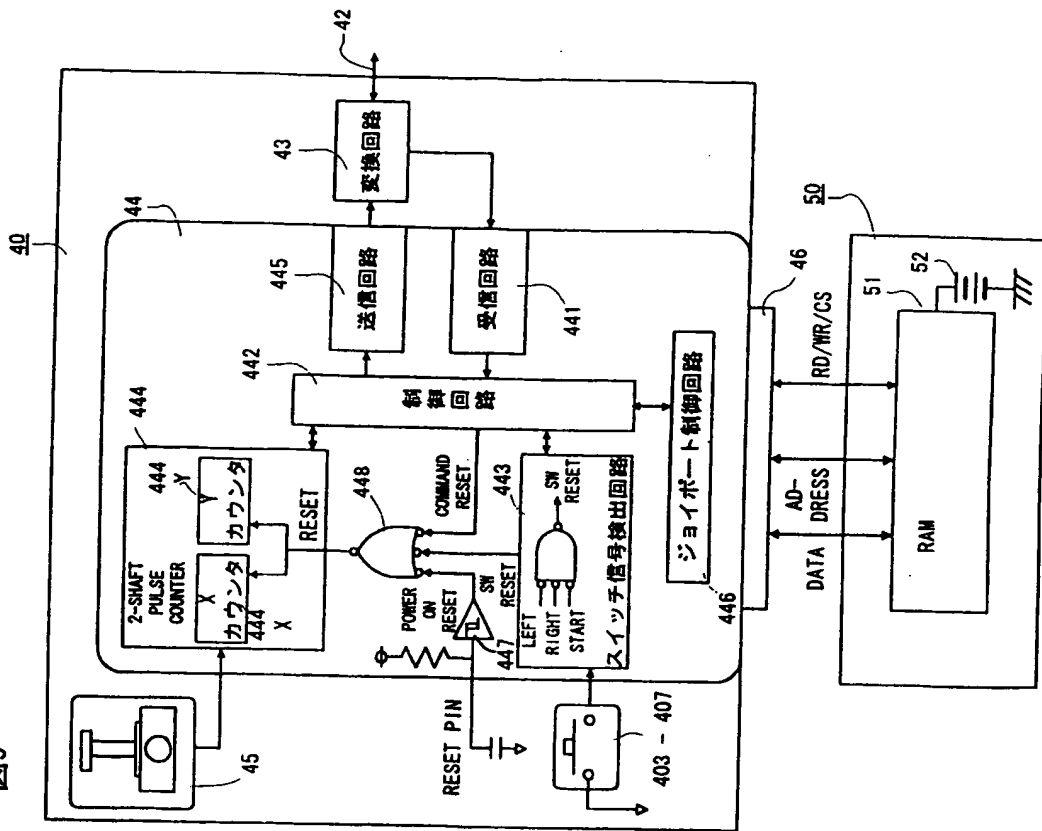 図9
40
42
43
変換回路
44
445
送信回路
受信回路
441
442
制御回路
444
444
Y
カウンタ
X
カウンタ
444
X
2-SHAFT
PULSE
COUNTER
RESET
448
COMMAND
RESET
SW
RESET
POWER
ON
RESET
447
45
RESET PIN
443
LEFT
RIGHT
START
SW
RESET
スイッチ信号検出回路
403 - 407
ジョイポート制御回路
446
46
DATA
AD-
DRESS
RD/WR/CS
50
51
52
RAM